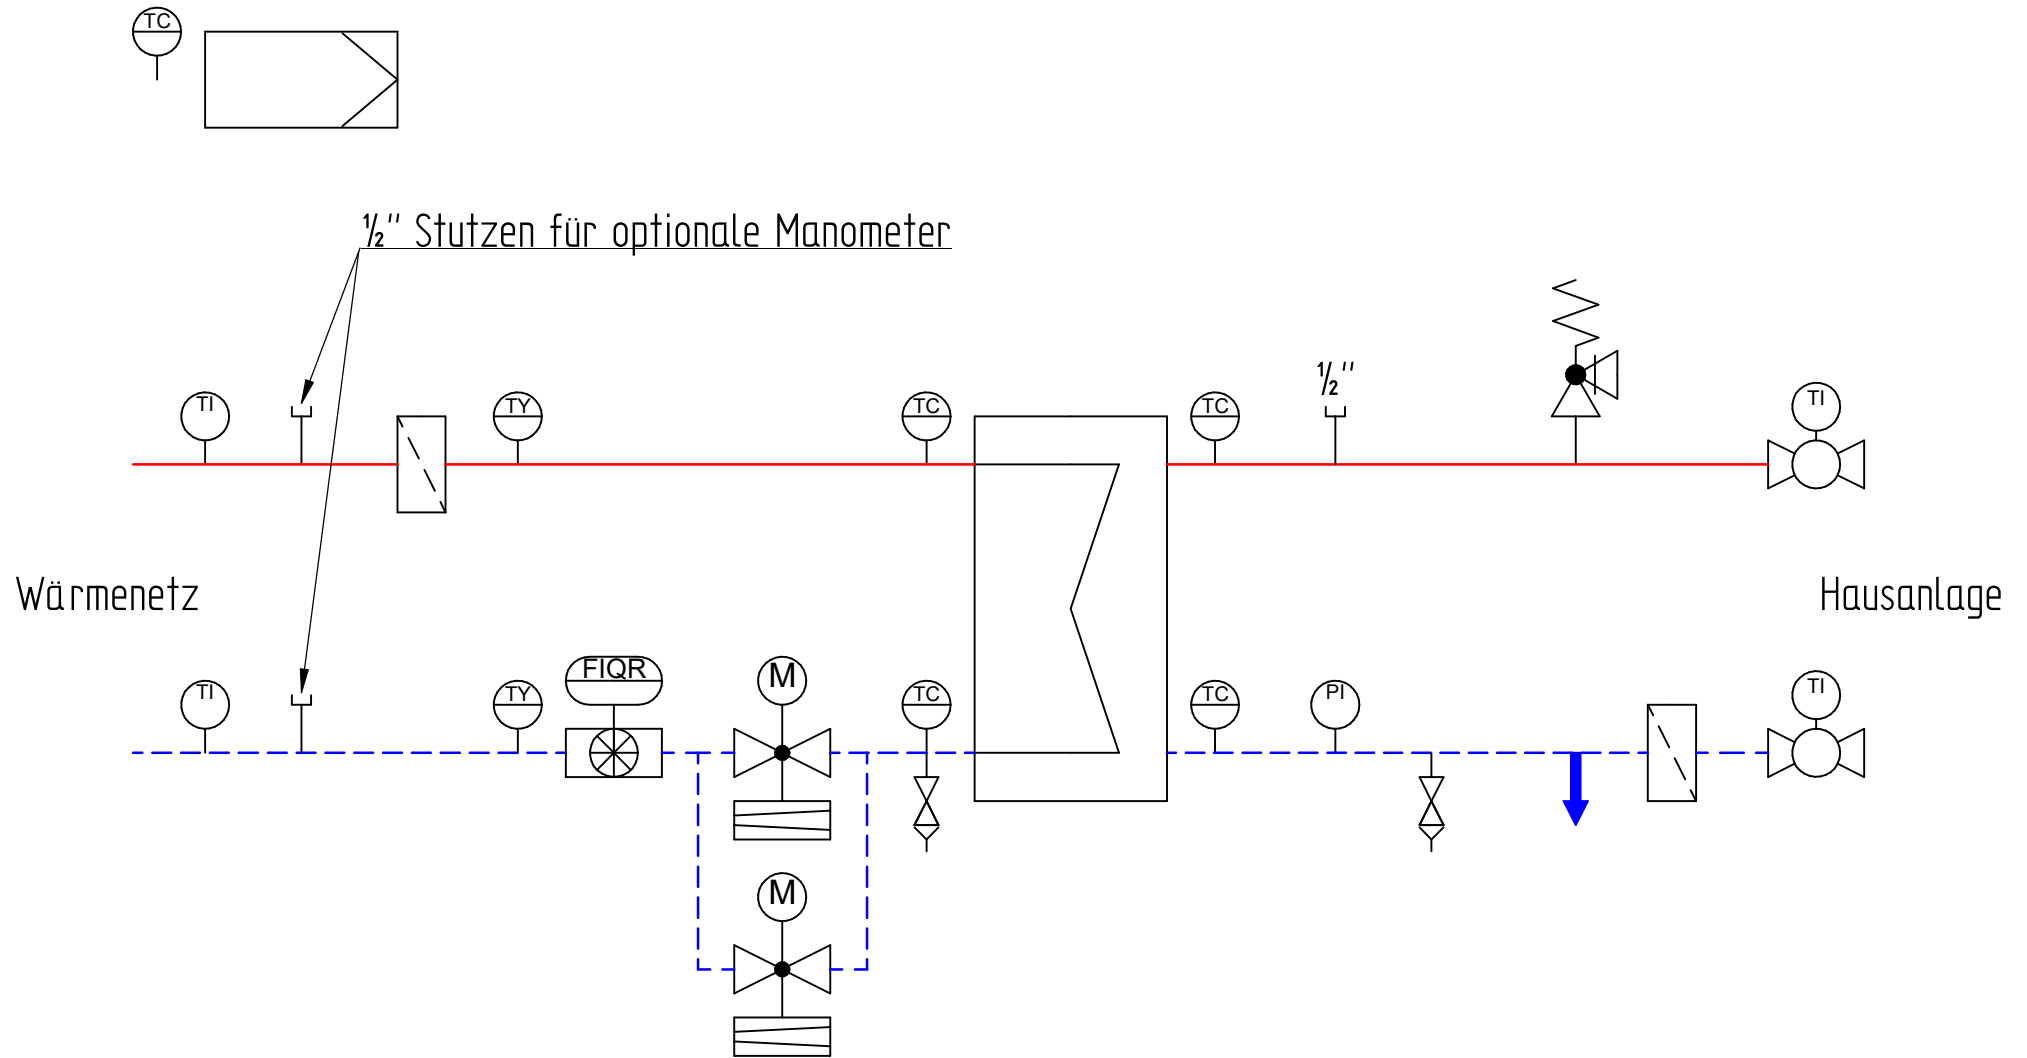 TC
½" Stutzen für optionale Manometer
½"
TI
TY
TC
TC
TI
Wärmenetz
Hausanlage
TI
TY
FIQR
M
TC
TC
PI
TI
M